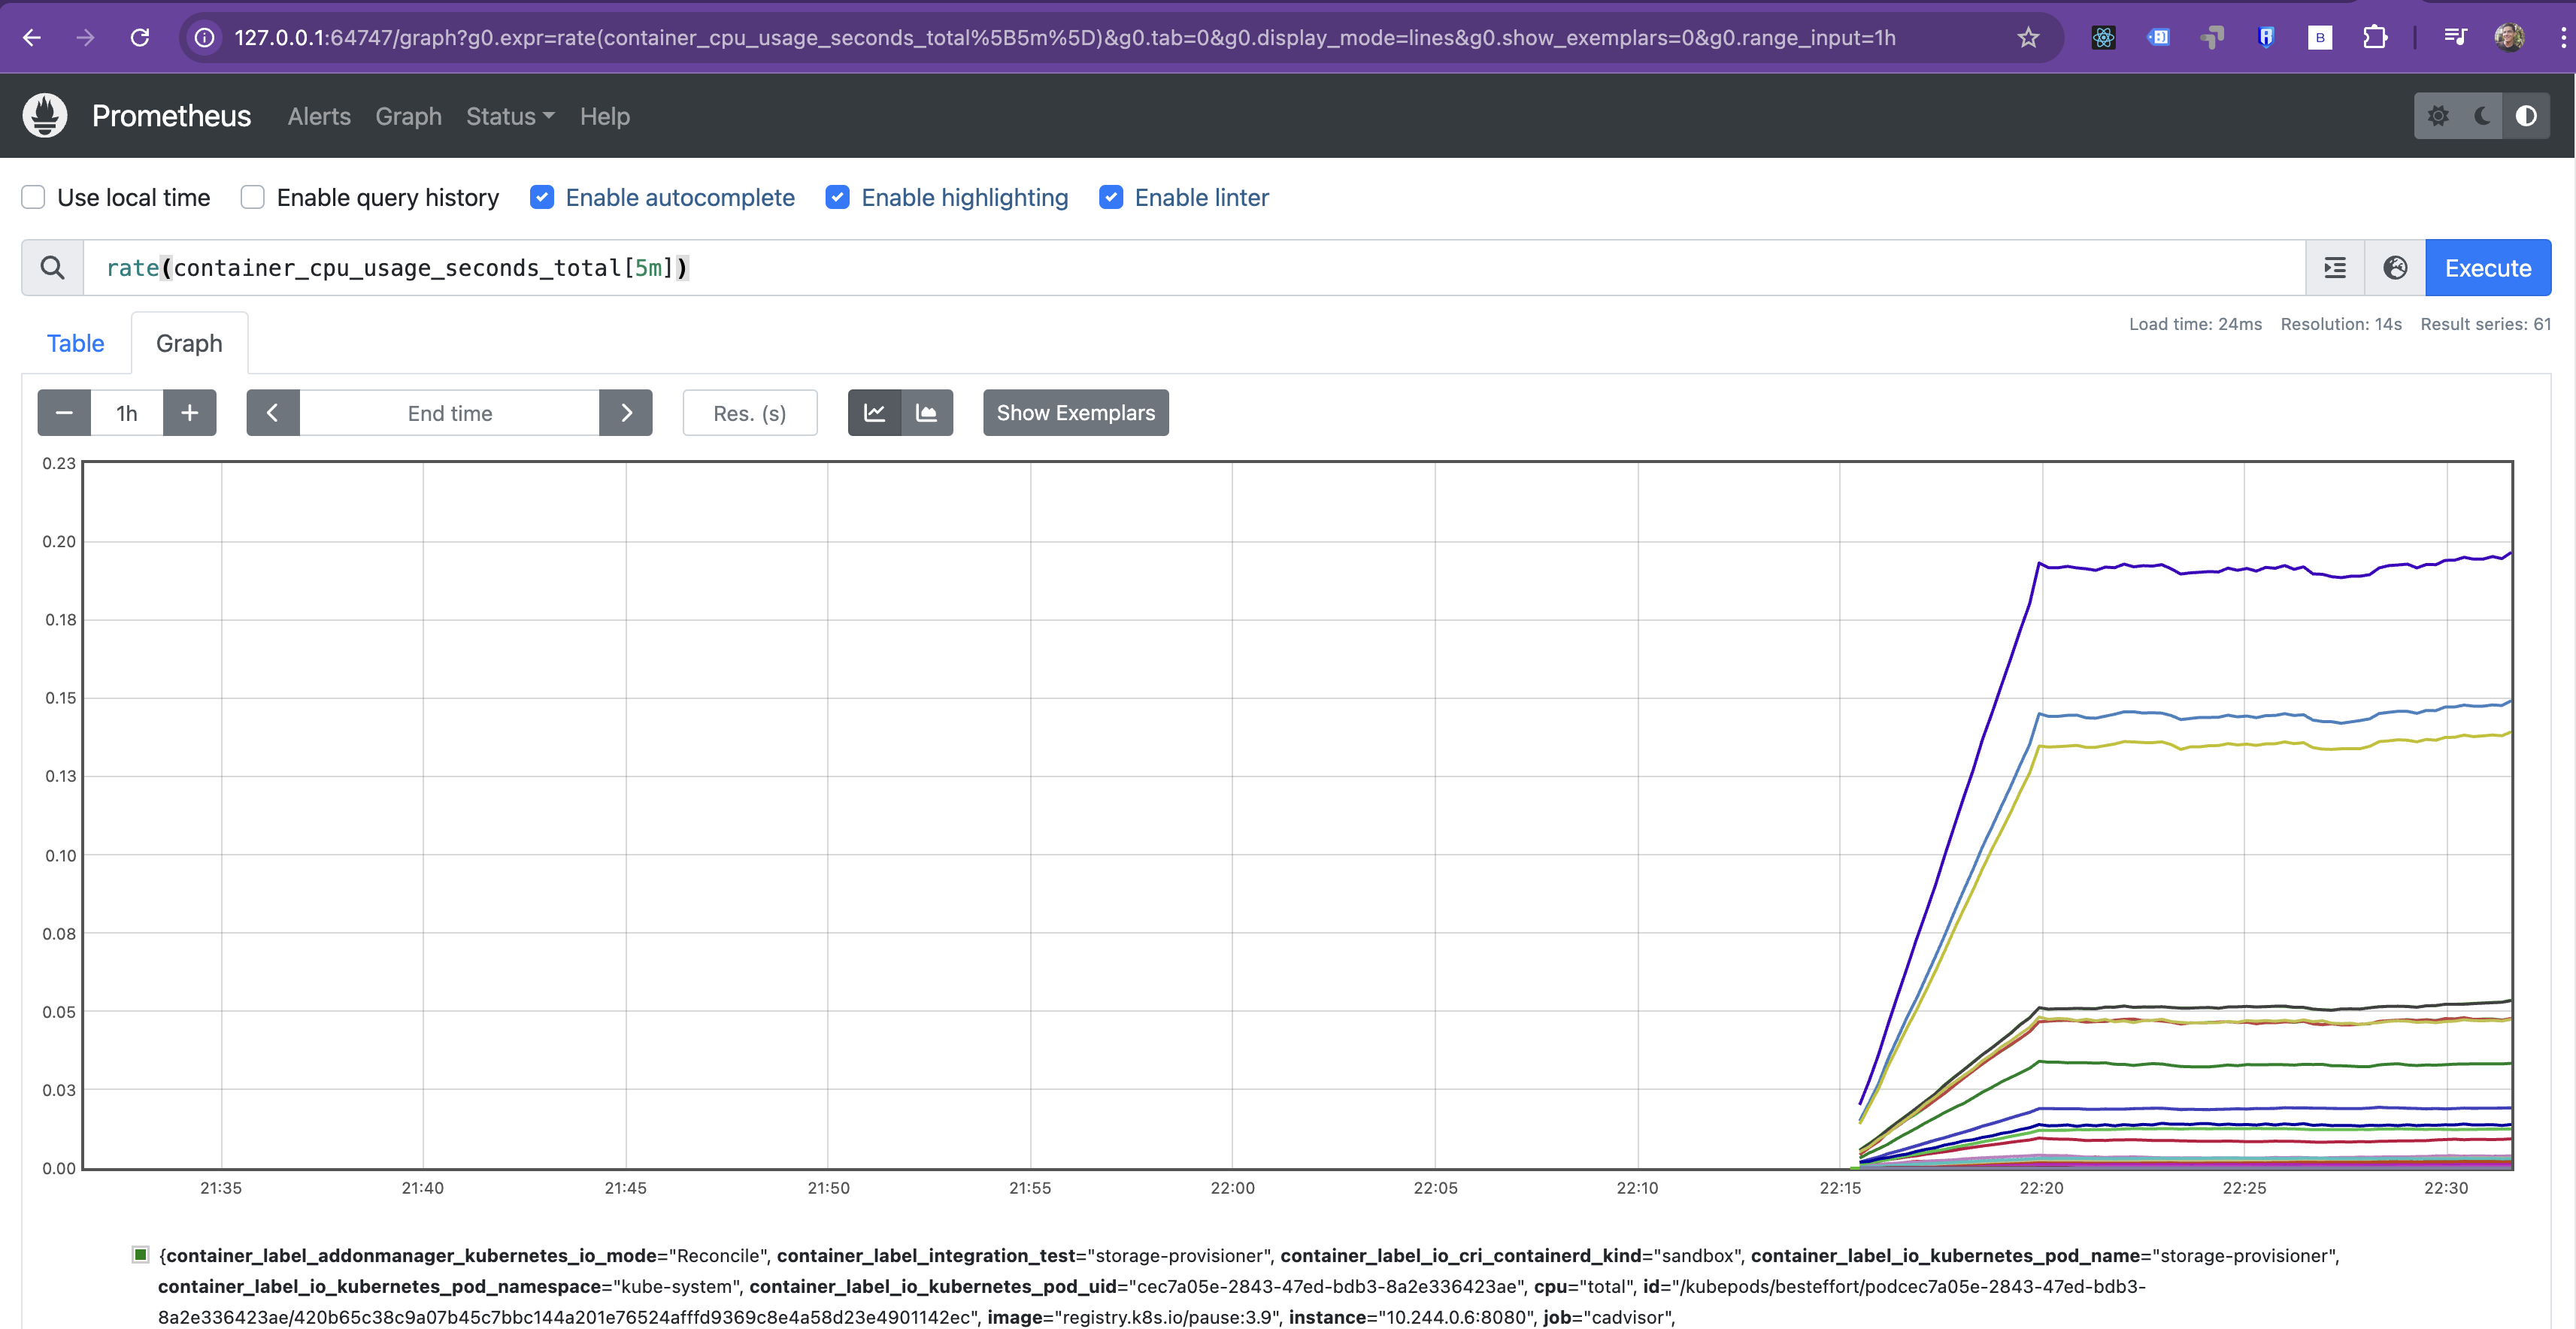 127.0.0.1:64747/graph?g0.expr=rate(container_cpu_usage_seconds_total%5B5m%5D)&g0.tab=0&g0.display_mode=lines&g0.show_exemplars=0&g0.range_input=1h
B
Prometheus Alerts Graph Status Help
Use local time Enable query history Enable autocomplete Enable highlighting Enable linter
rate(container_cpu_usage_seconds_total[5m]) Execute
Table Graph Load time: 24ms Resolution: 14s Result series: 61
1h End time Res. (s) Show Exemplars
0.23
0.20
0.18
0.15
0.13
0.10
0.08
0.05
0.03
0.00
21:35 21:40 21:45 21:50 21:55 22:00 22:05 22:10 22:15 22:20 22:25 22:30
{container_label_addonmanager_kubernetes_io_mode="Reconcile", container_label_integration_test="storage-provisioner", container_label_io_cri_containerd_kind="sandbox", container_label_io_kubernetes_pod_name="storage-provisioner",
container_label_io_kubernetes_pod_namespace="kube-system", container_label_io_kubernetes_pod_uid="cec7a05e-2843-47ed-bdb3-8a2e336423ae", cpu="total", id="/kubepods/besteffort/podcec7a05e-2843-47ed-bdb3-
8a2e336423ae/420b65c38c9a07b45c7bbc144a201e76524afffd9369c8e4a58d23e4901142ec", image="registry.k8s.io/pause:3.9", instance="10.244.0.6:8080", job="cadvisor",